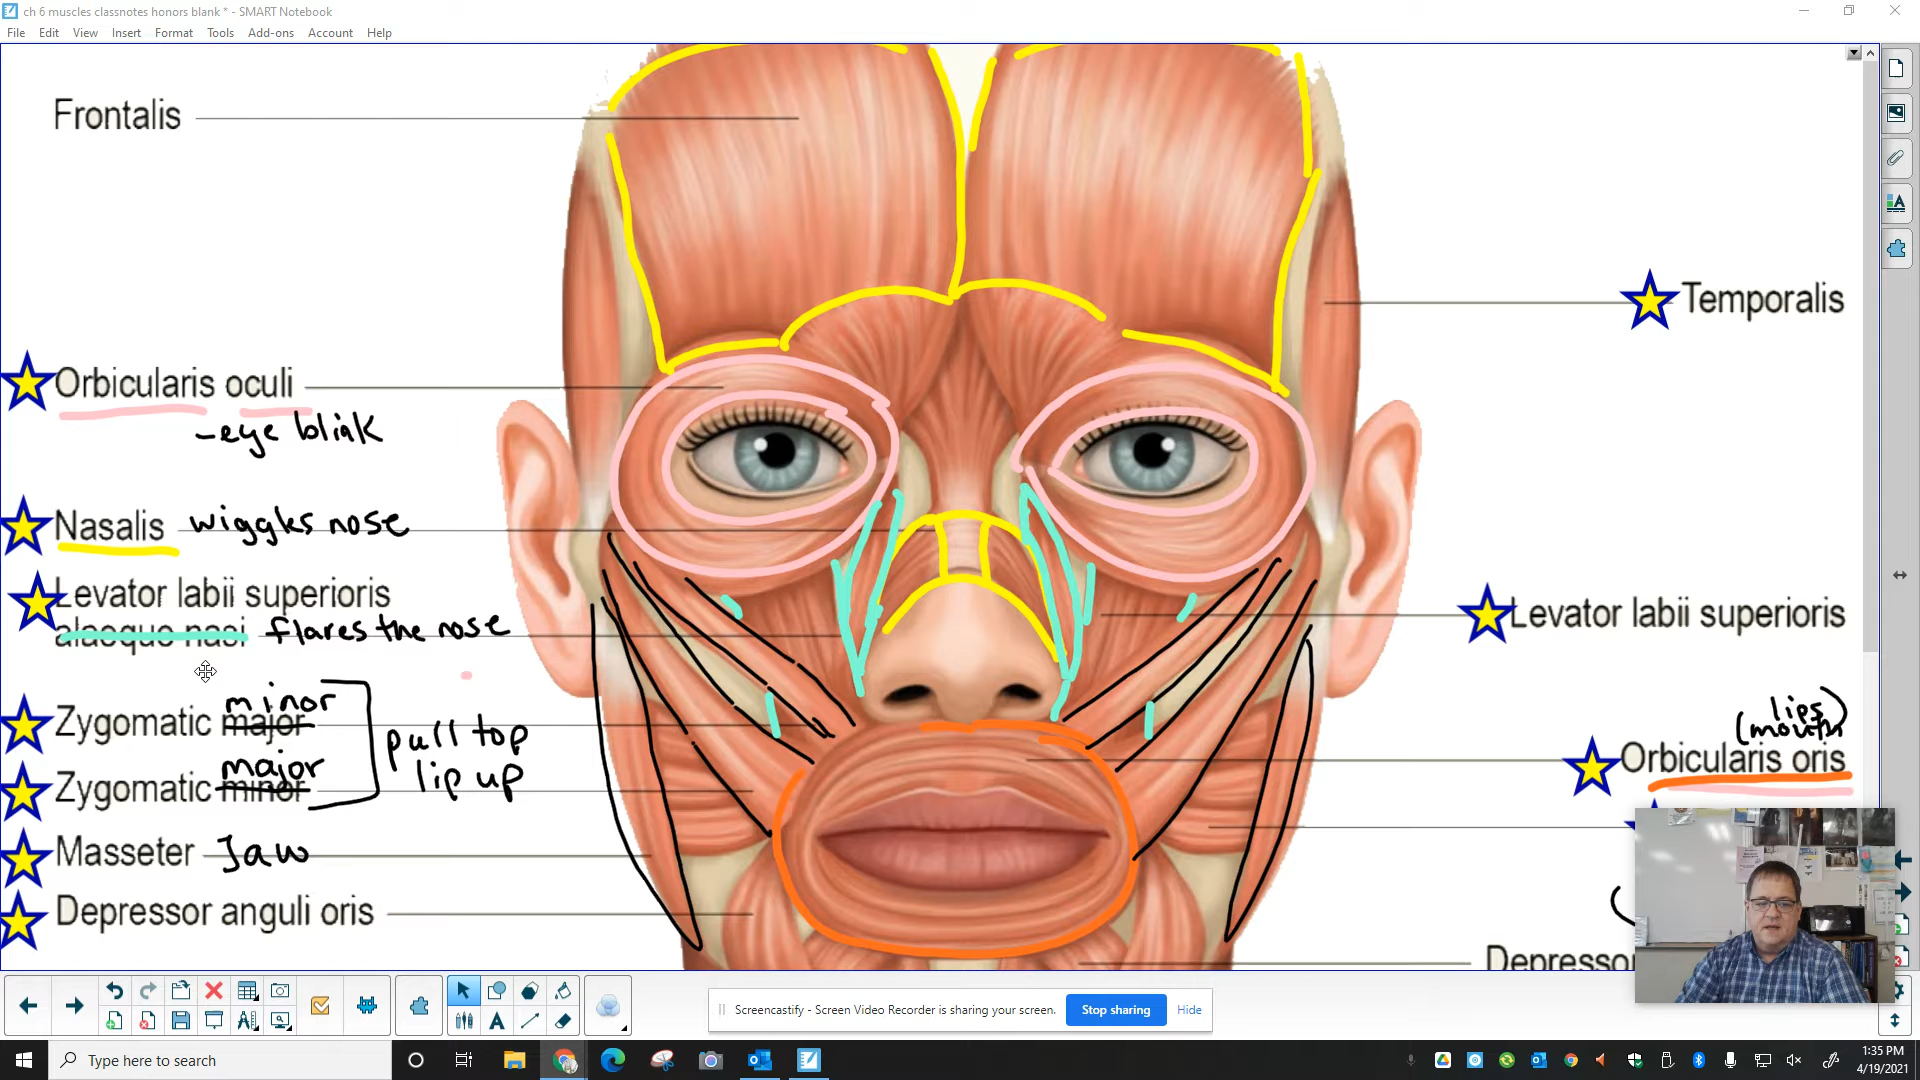 ch 6 muscles classnotes honors blank * - SMART Notebook
File Edit View Insert Format Tools Add-ons Account Help
Frontalis
Temporalis
Orbicularis oculi
-eye blink
Nasalis wiggles nose
Levator labii superioris
alaeque nasi flares the nose
Levator labii superioris
minor
Zygomatic major
major
Zygomatic minor
pull top
lip up
(lips)
(mouth
Orbicularis oris
Masseter Jaw
Depressor anguli oris
Depresso
Screencastify - Screen Video Recorder is sharing your screen. Stop sharing Hide
Type here to search
1:35 PM
4/19/2021